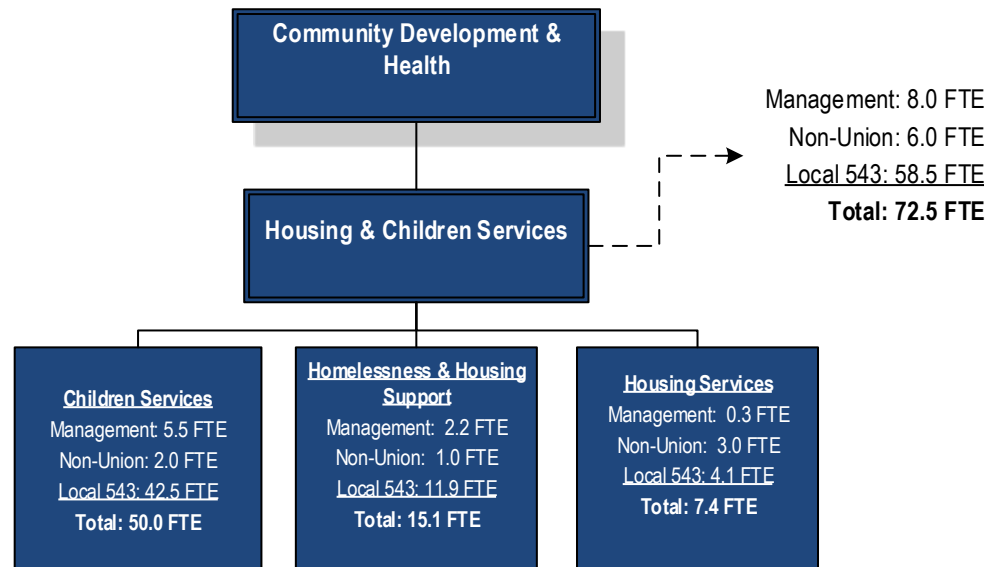 Community Development &
Health
Management: 8.0 FTE
Non-Union: 6.0 FTE
Local 543: 58.5 FTE
Total: 72.5 FTE
Housing & Children Services
Children Services
Management: 5.5 FTE
Non-Union: 2.0 FTE
Local 543: 42.5 FTE
Total: 50.0 FTE
Homelessness & Housing
Support
Management: 2.2 FTE
Non-Union: 1.0 FTE
Local 543: 11.9 FTE
Total: 15.1 FTE
Housing Services
Management: 0.3 FTE
Non-Union: 3.0 FTE
Local 543: 4.1 FTE
Total: 7.4 FTE